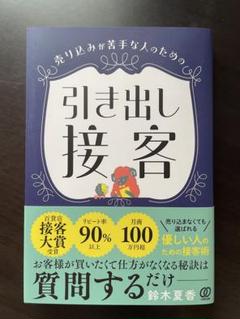 売り込みが苦手な人のための
引き出し
接客
百貨店
接客
大賞
受賞
リピート率
90%
以上
月商
100
万円超
売り込まなくても
選ばれる
優しい人の
ための接客術
お客様が買いたくて仕方がなくなる秘訣は
質問するだけ
鈴木夏香